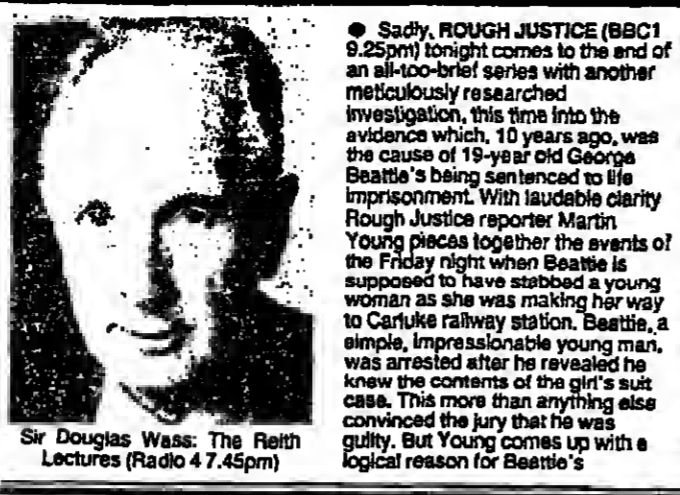 ● Sadly, ROUGH JUSTICE (BBC1
9.25pm) tonight comes to the end of
an all-too-brief series with another
meticulously researched
investigation, this time into the
evidence which, 10 years ago, was
the cause of 19-year old George
Beattie's being sentenced to life
imprisonment. With laudable clarity
Rough Justice reporter Martin
Young pieces together the events of
the Friday night when Beattie is
supposed to have stabbed a young
woman as she was making her way
to Carluke railway station. Beattie, a
simple, impressionable young man,
was arrested after he revealed he
knew the contents of the girl's suit
case. This more than anything else
convinced the jury that he was
guilty. But Young comes up with a
logical reason for Beattie's
Sir Douglas Wass: The Reith
Lectures (Radio 4 7.45pm)